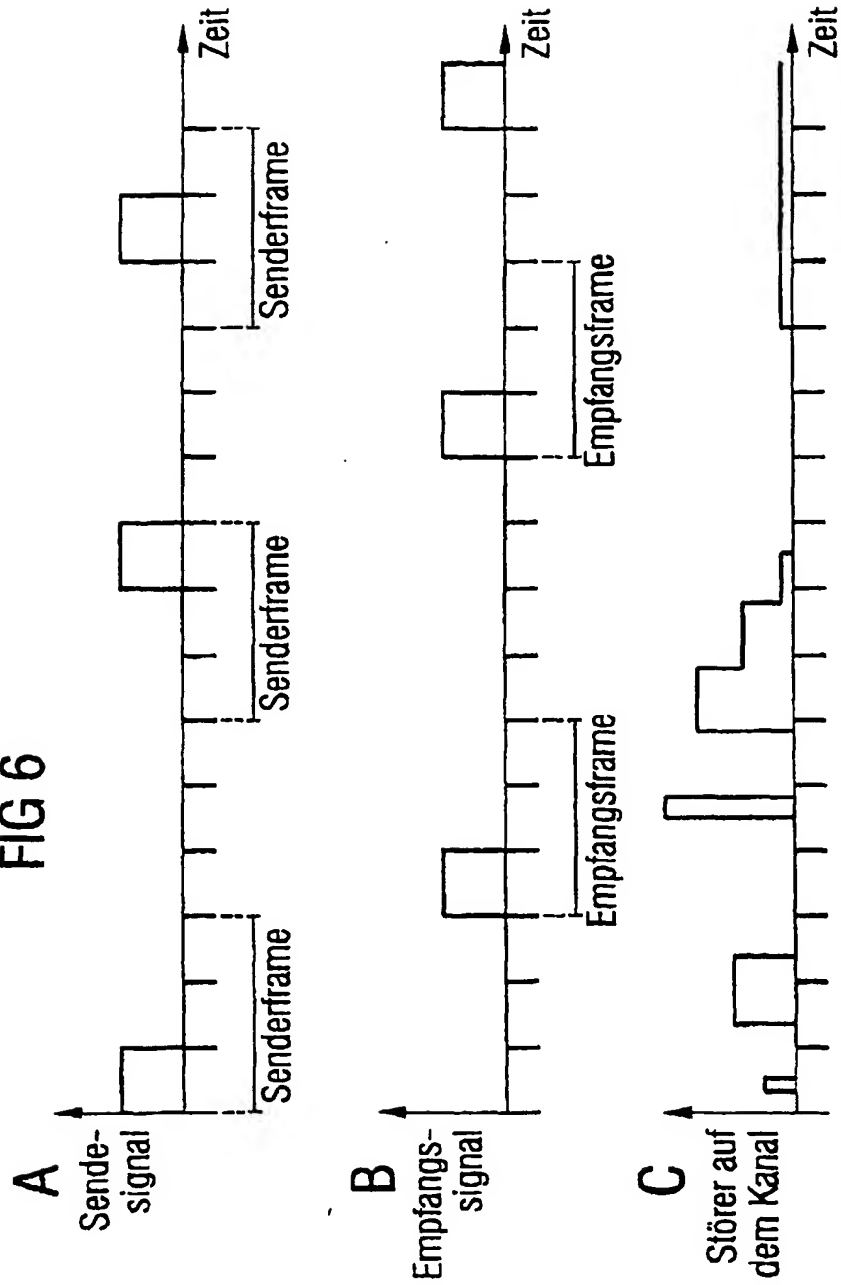 FIG 6
A
Sende-
signal
Zeit
Senderframe
Senderframe
Senderframe
B
Empfangs-
signal
Zeit
Empfangsframe
Empfangsframe
C
Störer auf
dem Kanal
Zeit